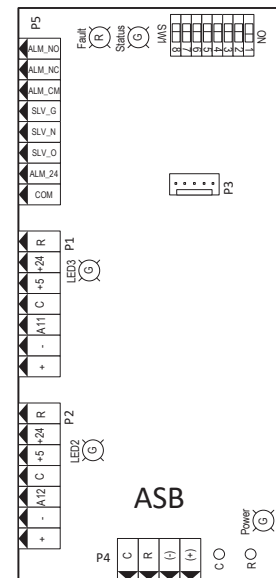 P5
ALM_NO
ALM_NC
ALM_CM
SLV_G
SLV_N
SLV_O
ALM_24
COM
Fault
R
Status
G
SW1
8 7 6 5 4 3 2 1
ON
P3
P1
R
+24
+5
C
A11
-
+
LED3
G
P2
R
+24
+5
C
A12
-
+
LED2
G
ASB
P4
C
R
(-)
(+)
C
R
Power
G